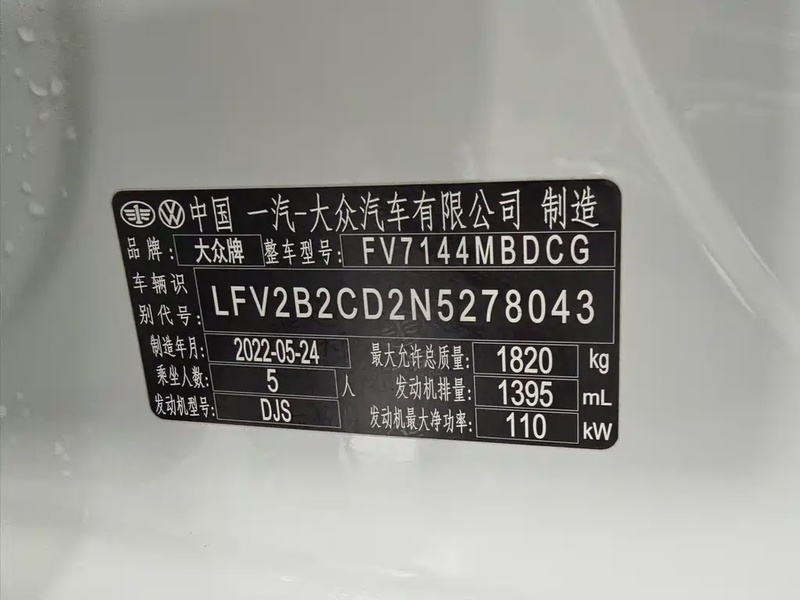 中国 一汽-大众汽车有限公司 制造
品牌: 大众牌 整车型号: FV7144MBDCG
车辆识别代号: LFV2B2CD2N5278043
制造年月: 2022-05-24 最大允许总质量: 1820 kg
乘坐人数: 5 人 发动机排量: 1395 mL
发动机型号: DJS 发动机最大净功率: 110 kW